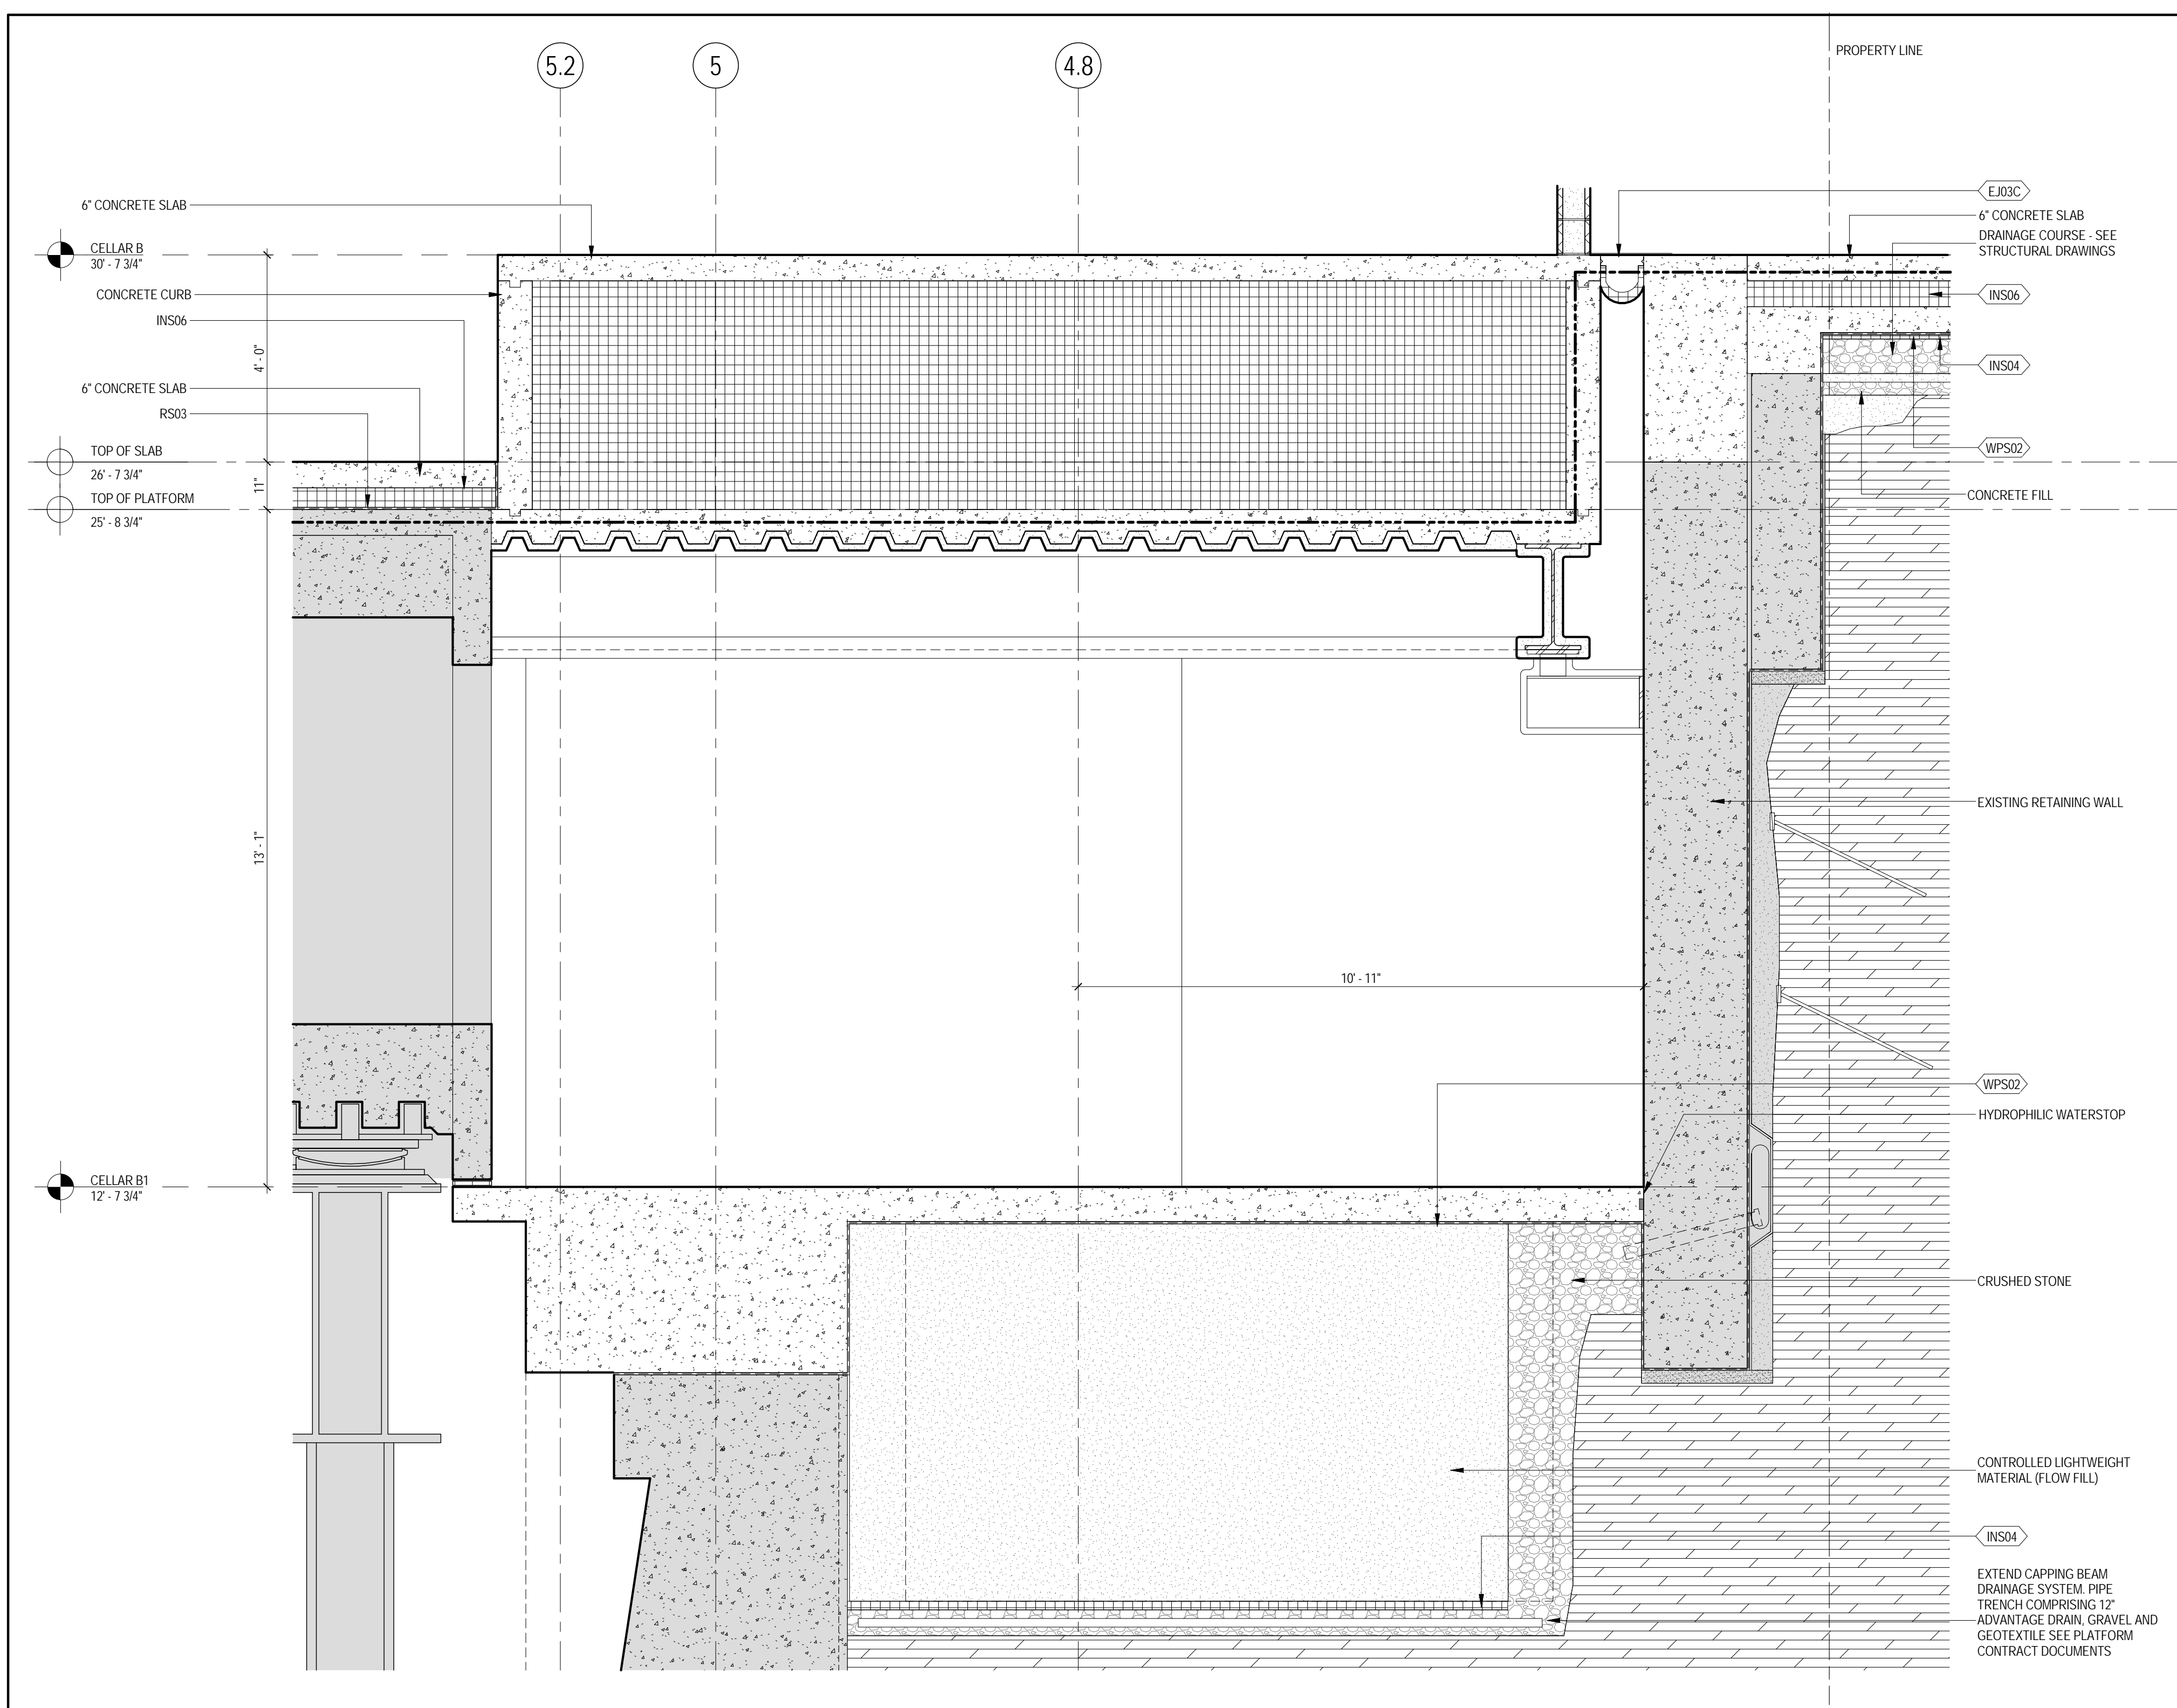 5.2
5
4.8
PROPERTY LINE
6" CONCRETE SLAB
CELLAR B
30' - 7 3/4"
CONCRETE CURB
INS06
4' - 0"
6" CONCRETE SLAB
RS03
TOP OF SLAB
26' - 7 3/4"
11"
TOP OF PLATFORM
25' - 8 3/4"
13' - 1"
CELLAR B1
12' - 7 3/4"
10' - 11"
EJ03C
6" CONCRETE SLAB
DRAINAGE COURSE - SEE
STRUCTURAL DRAWINGS
INS06
INS04
WPS02
CONCRETE FILL
EXISTING RETAINING WALL
WPS02
HYDROPHILIC WATERSTOP
CRUSHED STONE
CONTROLLED LIGHTWEIGHT
MATERIAL (FLOW FILL)
INS04
EXTEND CAPPING BEAM
DRAINAGE SYSTEM. PIPE
TRENCH COMPRISING 12"
ADVANTAGE DRAIN, GRAVEL AND
GEOTEXTILE SEE PLATFORM
CONTRACT DOCUMENTS